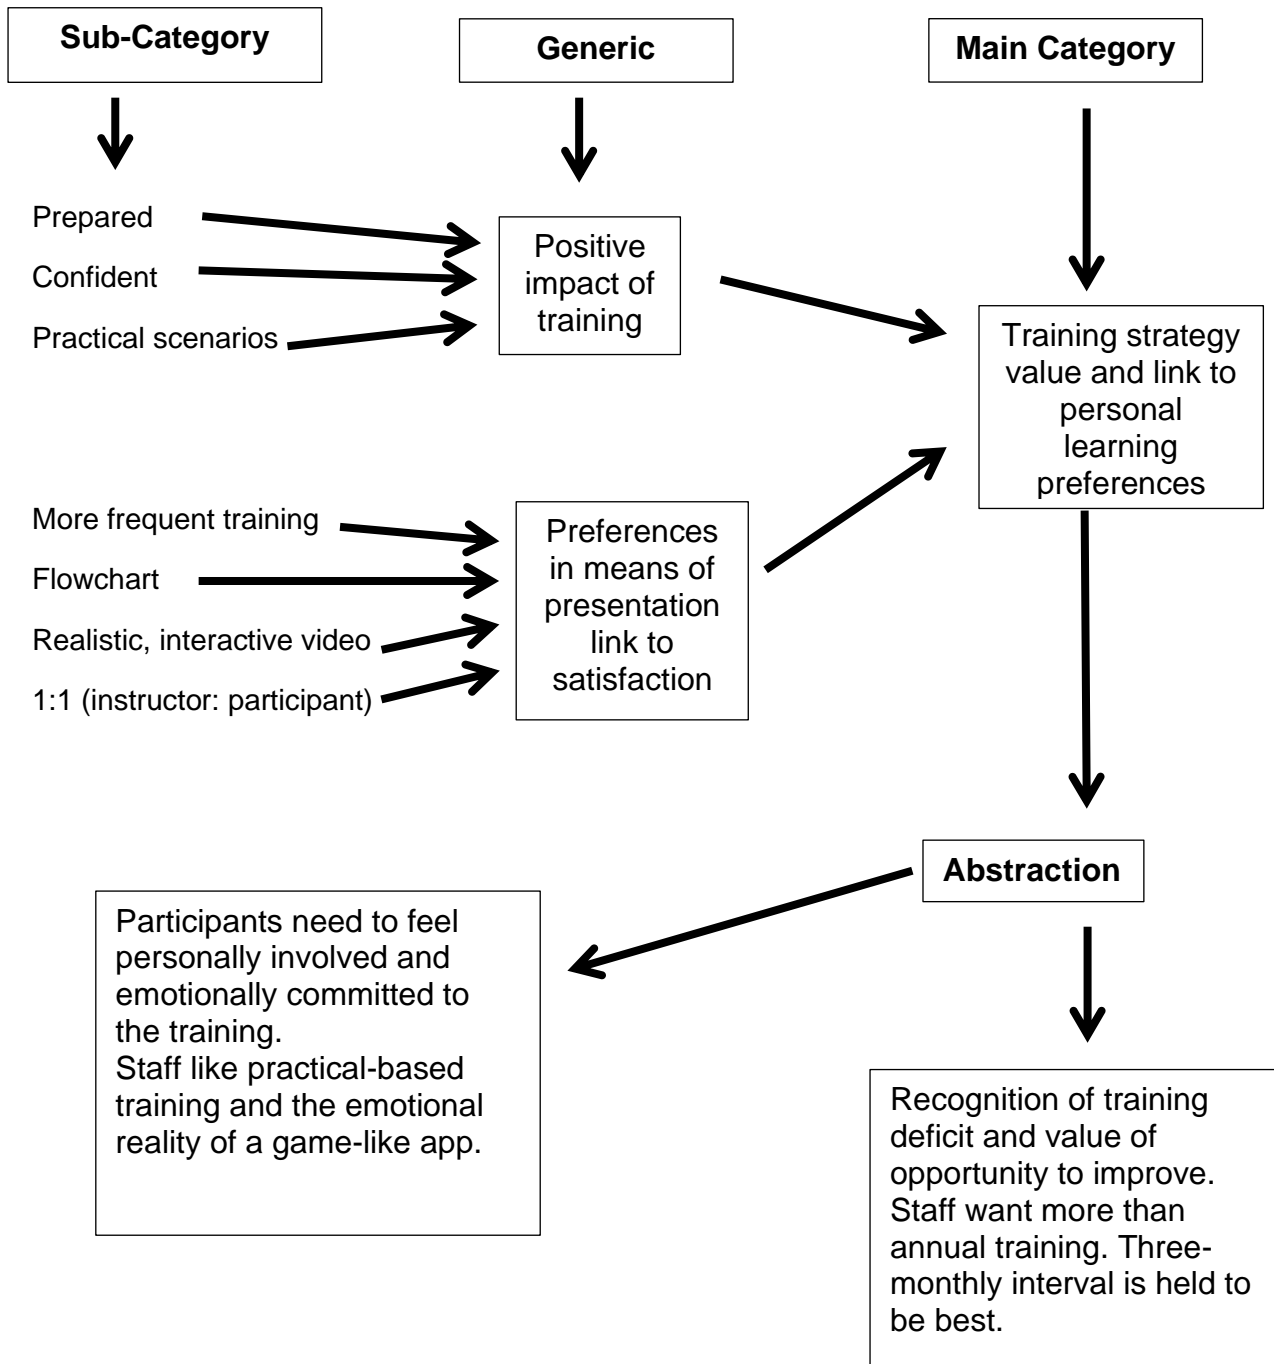 Sub-Category
Generic
Main Category
Prepared
Confident
Practical scenarios
Positive
impact of
training
Training strategy
value and link to
personal
learning
preferences
More frequent training
Flowchart
Realistic, interactive video
1:1 (instructor: participant)
Preferences
in means of
presentation
link to
satisfaction
Abstraction
Participants need to feel
personally involved and
emotionally committed to
the training.
Staff like practical-based
training and the emotional
reality of a game-like app.
Recognition of training
deficit and value of
opportunity to improve.
Staff want more than
annual training. Three-
monthly interval is held to
be best.